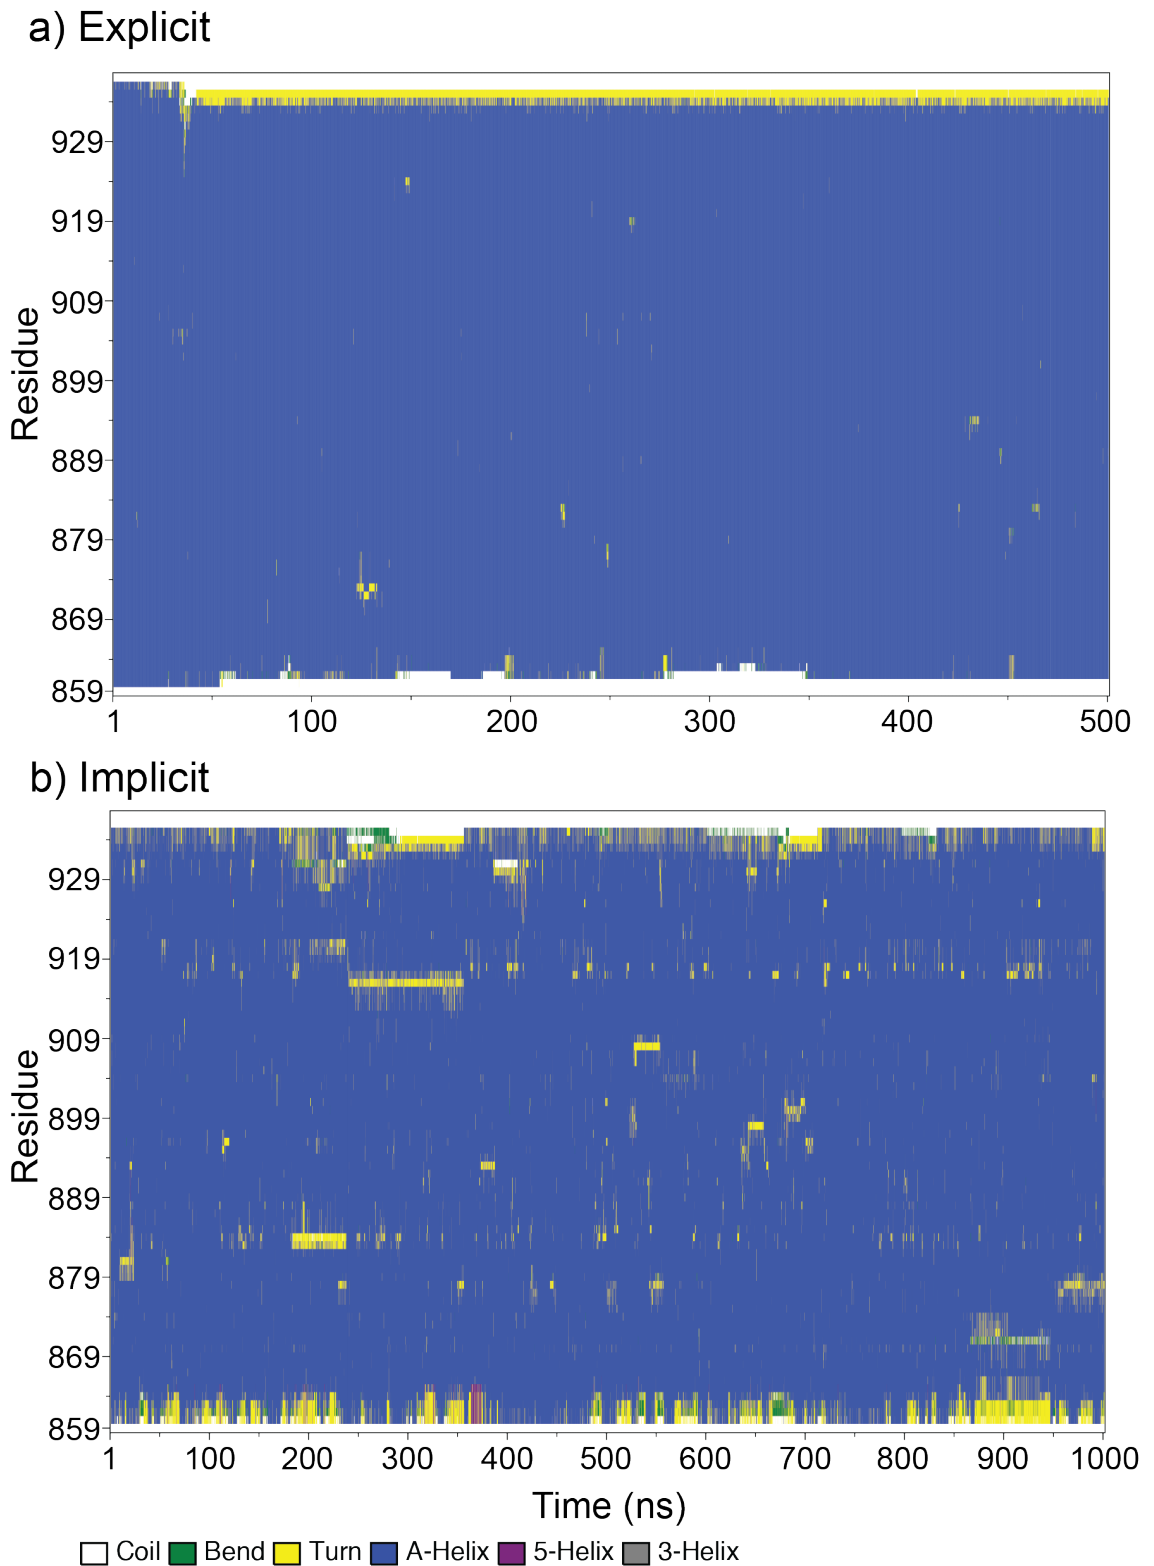 a) Explicit
929
919
909
899
889
879
869
859
Residue
1 100 200 300 400 500
b) Implicit
929
919
909
899
889
879
869
859
Residue
1 100 200 300 400 500 600 700 800 900 1000
Time (ns)
Coil Bend Turn A-Helix 5-Helix 3-Helix